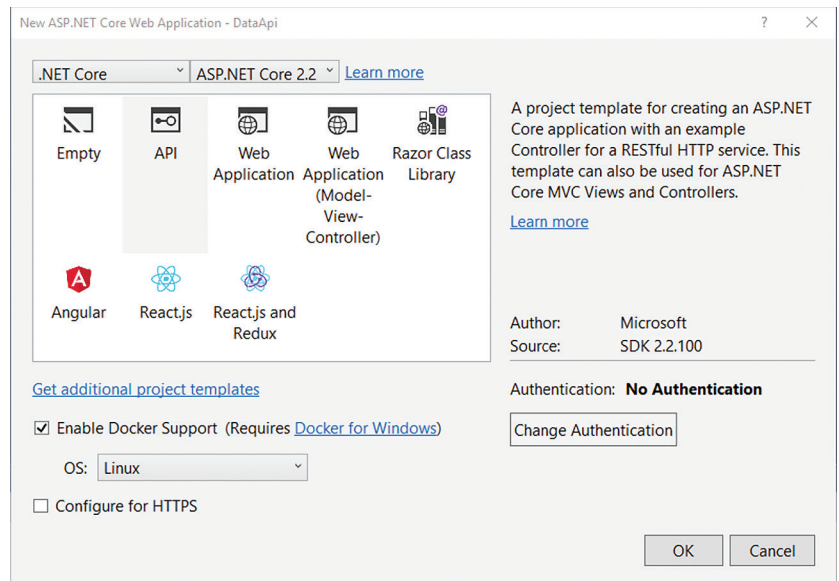 New ASP.NET Core Web Application - DataApi
.NET Core
ASP.NET Core 2.2
Learn more
Empty
API
Web
Application
Web
Application
(Model-
View-
Controller)
Razor Class
Library
Angular
React.js
React.js and
Redux
A project template for creating an ASP.NET
Core application with an example
Controller for a RESTful HTTP service. This
template can also be used for ASP.NET
Core MVC Views and Controllers.
Learn more
Author: Microsoft
Source: SDK 2.2.100
Get additional project templates
Authentication: No Authentication
Enable Docker Support (Requires Docker for Windows)
Change Authentication
OS: Linux
Configure for HTTPS
OK
Cancel